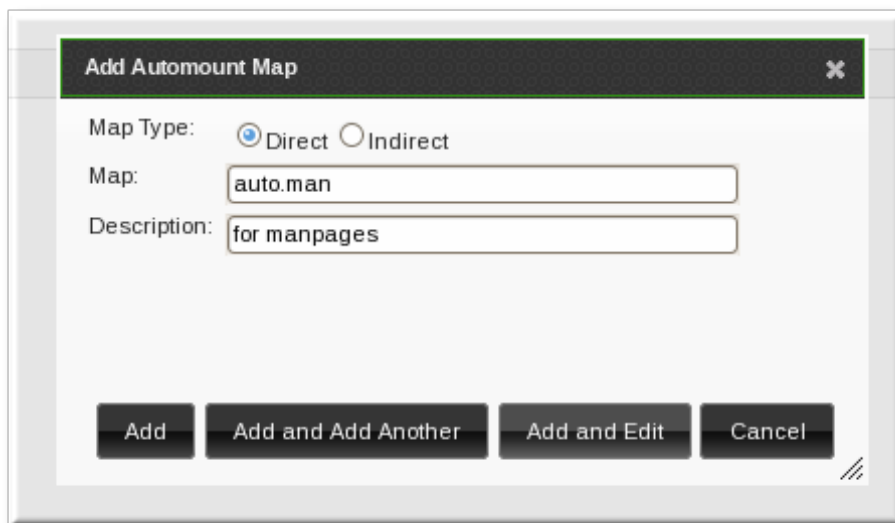 Add Automount Map
Map Type: Direct Indirect
Map: auto.man
Description: for manpages
Add Add and Add Another Add and Edit Cancel